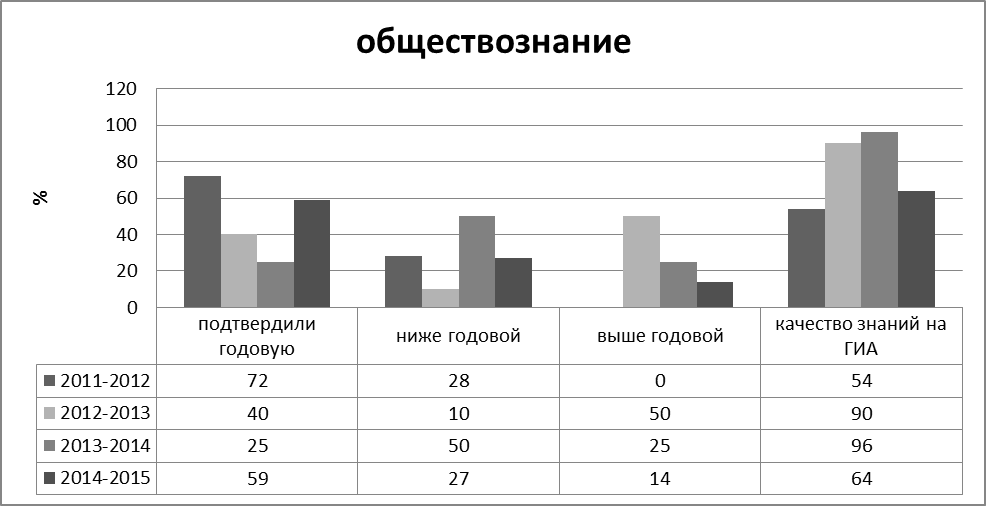 обществознание
%
120
100
80
60
40
20
0
подтвердили годовую
ниже годовой
выше годовой
качество знаний на ГИА
2011-2012 72 28 0 54
2012-2013 40 10 50 90
2013-2014 25 50 25 96
2014-2015 59 27 14 64